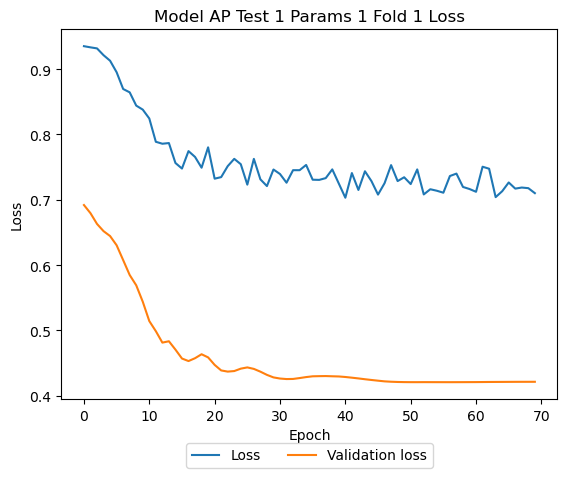 Model AP Test 1 Params 1 Fold 1 Loss
0.9
0.8
0.7
0.6
0.5
0.4
Loss
0 10 20 30 40 50 60 70
Epoch
Loss Validation loss